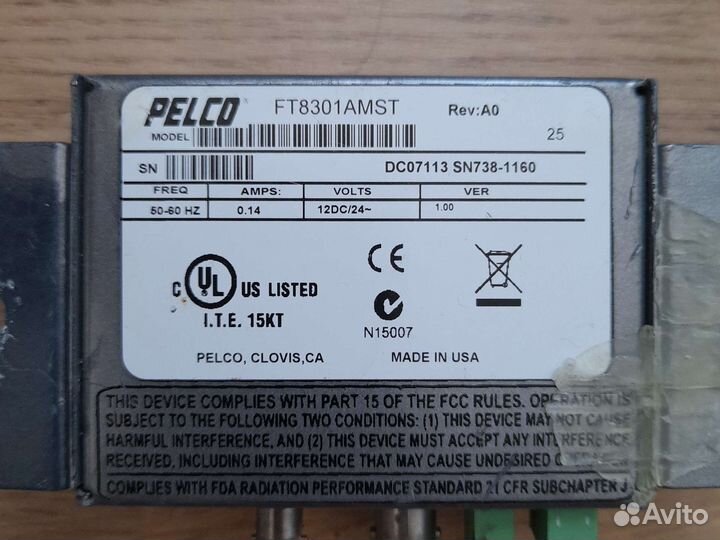 PELCO FT8301AMST Rev:A0
MODEL 25
SN DC07113 SN738-1160
FREQ AMPS: VOLTS VER
50-60 HZ 0.14 12DC/24~ 1.00
C UL US LISTED
I.T.E. 15KT
CE
N15007
PELCO, CLOVIS,CA MADE IN USA
THIS DEVICE COMPLIES WITH PART 15 OF THE FCC RULES. OPERATION IS
SUBJECT TO THE FOLLOWING TWO CONDITIONS: (1) THIS DEVICE MAY NOT CAUSE
HARMFUL INTERFERENCE, AND (2) THIS DEVICE MUST ACCEPT ANY
RECEIVED, INCLUDING INTERFERENCE THAT MAY CAUSE UNDESIRED
COMPLIES WITH FDA RADIATION PERFORMANCE STANDARD 21 CFR SUBCHAPTER J
Avito